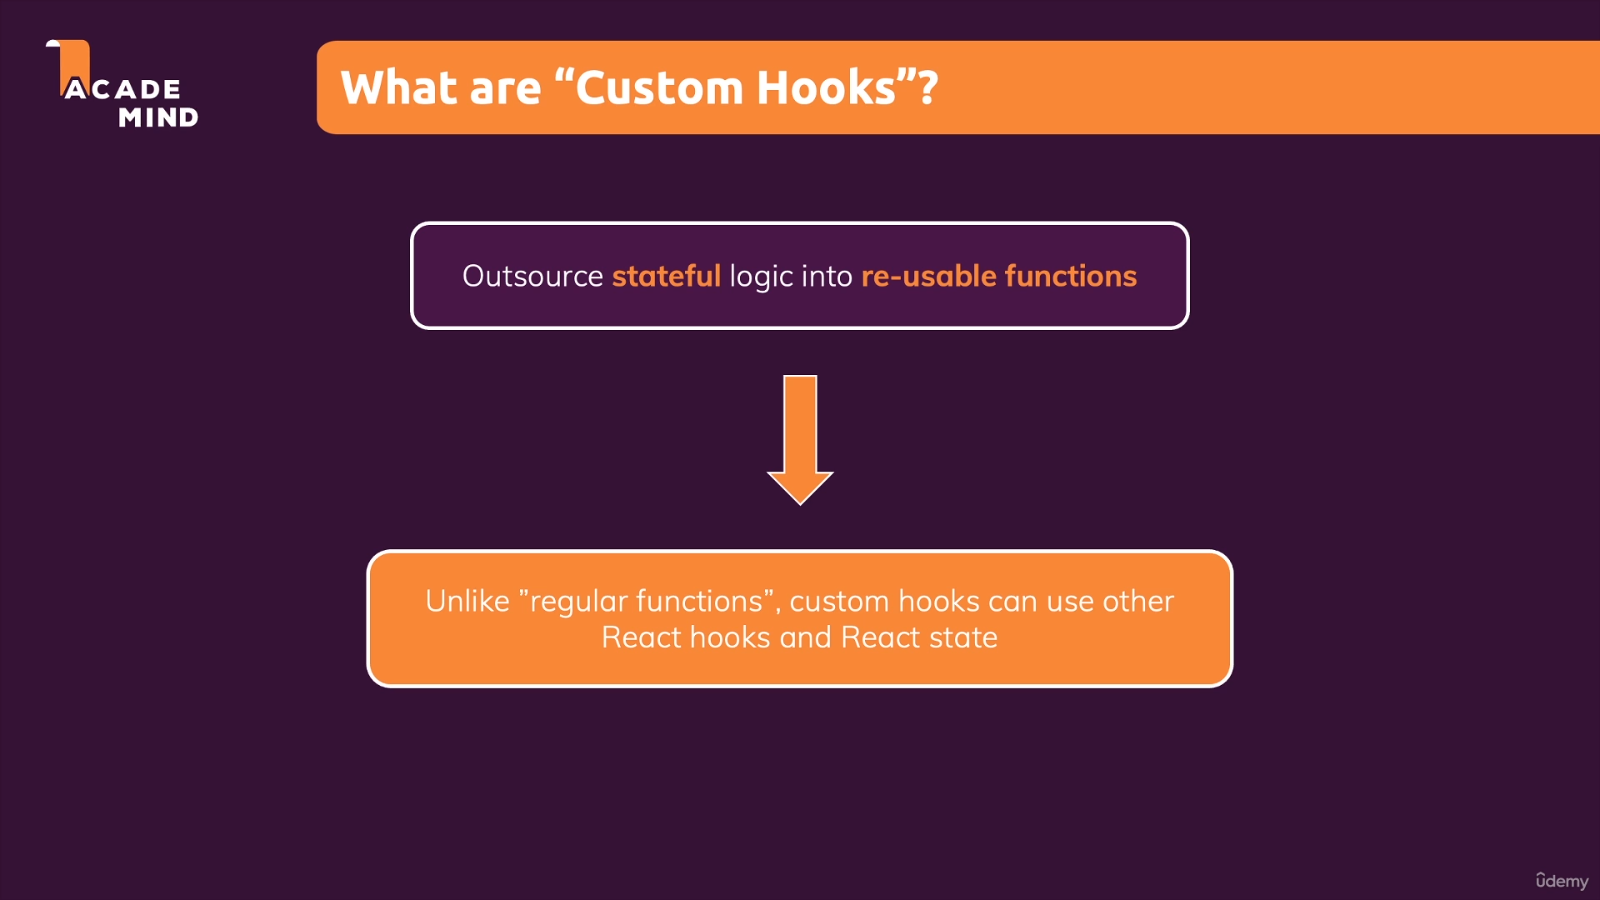 ACADE
MIND
What are “Custom Hooks”?
Outsource stateful logic into re-usable functions
Unlike ”regular functions”, custom hooks can use other
React hooks and React state
ûdemy